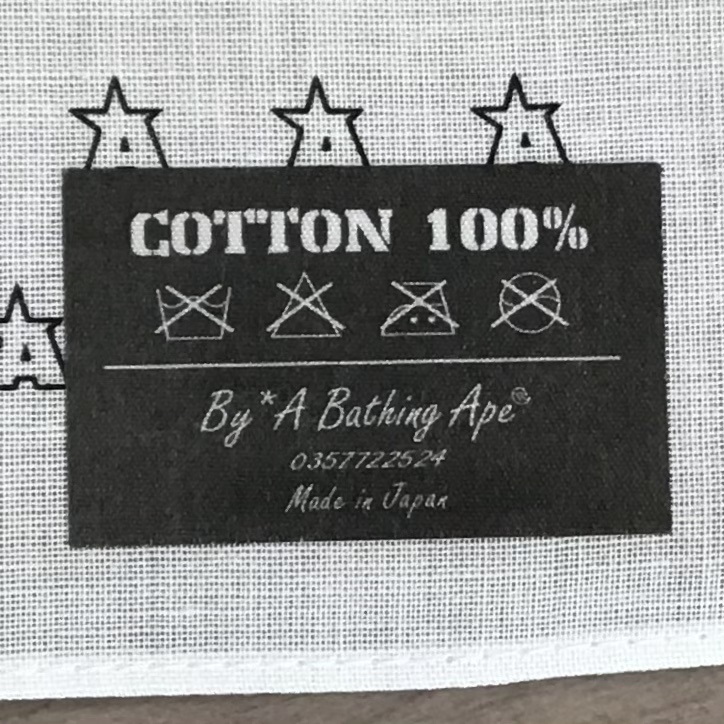 A A A
COTTON 100%
A
By *A Bathing Ape®
0357722524
Made in Japan